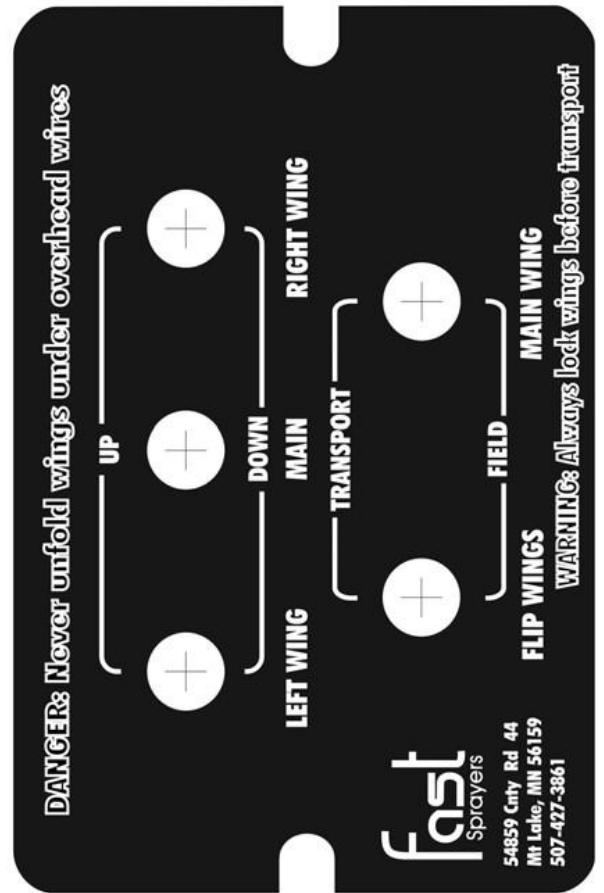 DANGER: Never unfold wings under overhead wires
UP
DOWN
LEFT WING MAIN RIGHT WING
TRANSPORT
FIELD
FLIP WINGS MAIN WING
WARNING: Always lock wings before transport
fast
Sprayers
54859 Cnty Rd 44
Mt Lake, MN 56159
507-427-3861